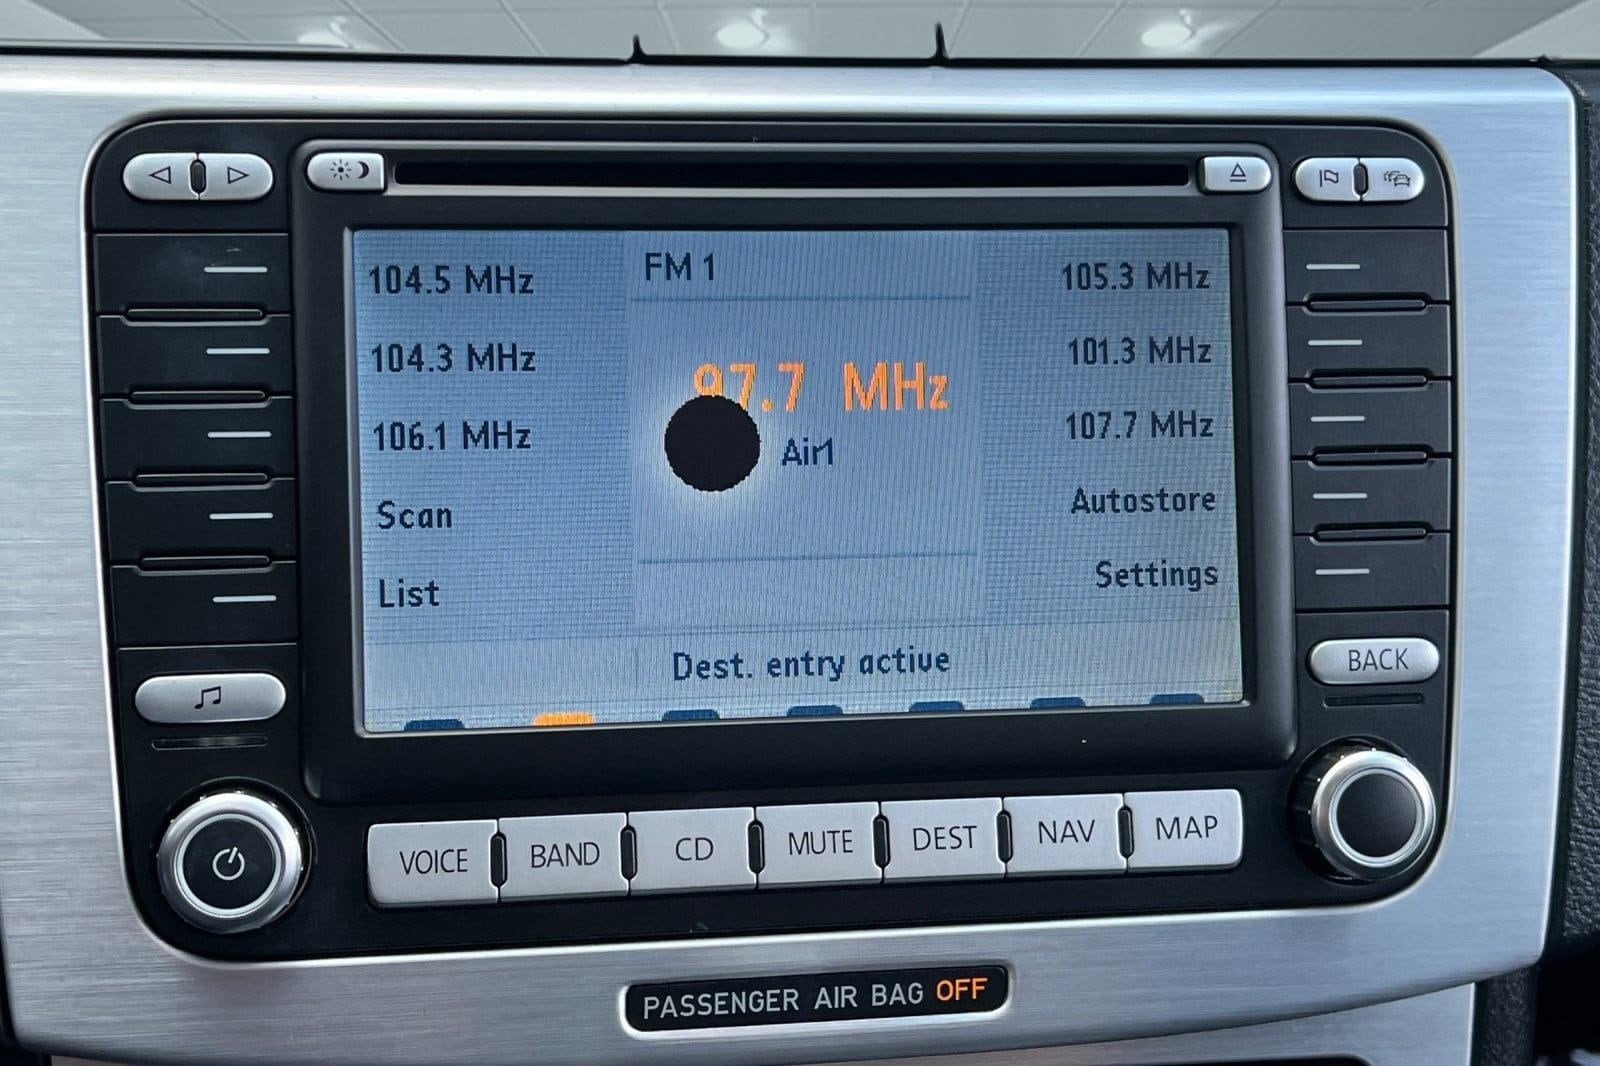 104.5 MHz
104.3 MHz
106.1 MHz
Scan
List
FM 1
97.7 MHz
Air1
105.3 MHz
101.3 MHz
107.7 MHz
Autostore
Settings
Dest. entry active
BACK
VOICE
BAND
CD
MUTE
DEST
NAV
MAP
PASSENGER AIR BAG OFF